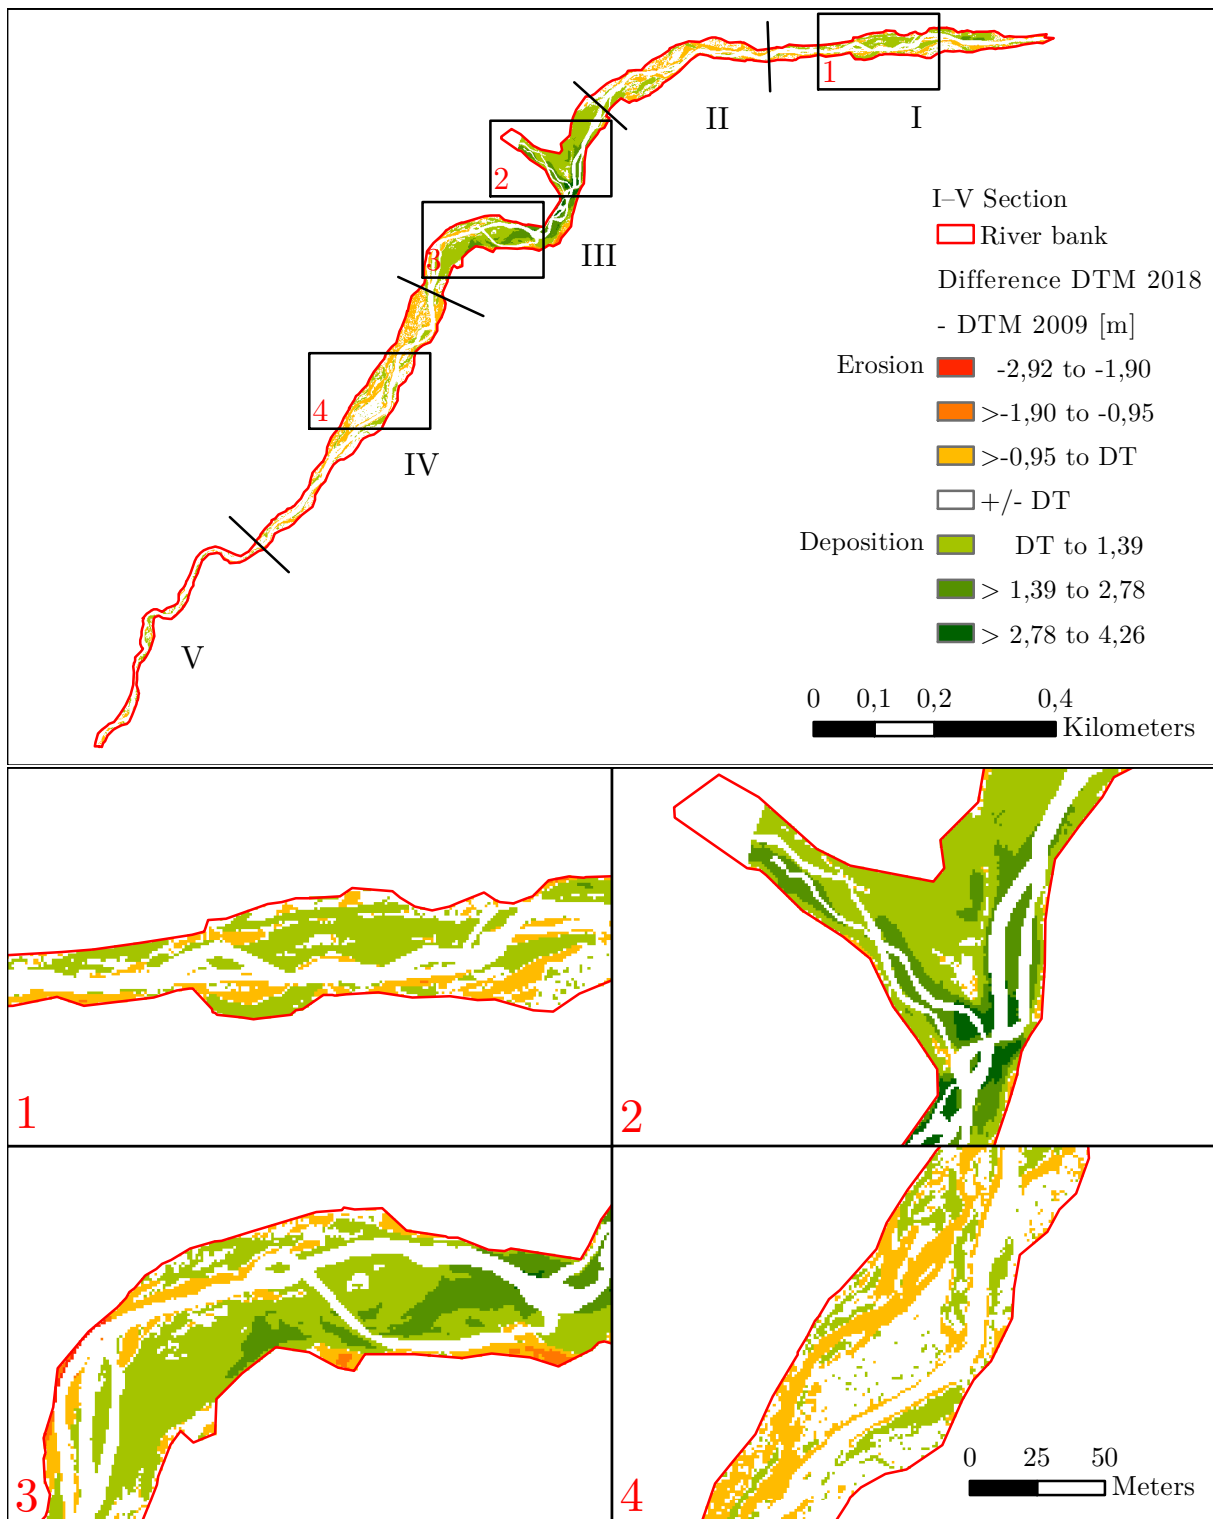 1
I
II
2
I–V Section
River bank
3
III
Difference DTM 2018
- DTM 2009 [m]
Erosion -2,92 to -1,90
>-1,90 to -0,95
4
IV
>-0,95 to DT
+/- DT
Deposition DT to 1,39
> 1,39 to 2,78
> 2,78 to 4,26
V
0 0,1 0,2 0,4
Kilometers
1
2
3
4
0 25 50
Meters